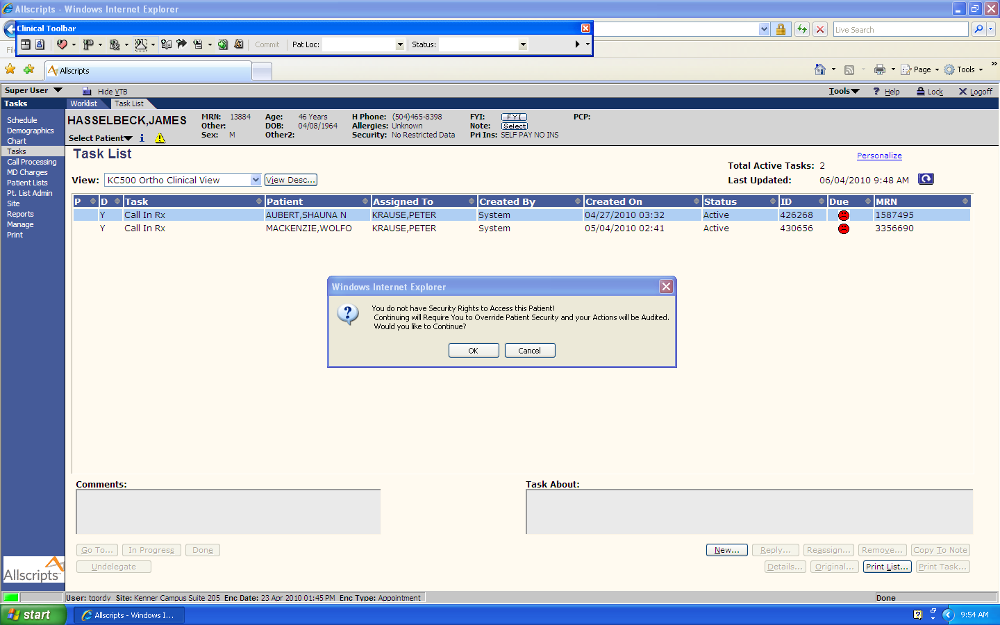 Allscripts - Windows Internet Explorer
Clinical Toolbar
Live Search
Commit Pat Loc: Status:
Allscripts
Page Tools »
Super User Hide VTB Tools Help Lock Logoff
Tasks Worklist Task List
Schedule
Demographics
Chart
Tasks
Call Processing
MD Charges
Patient Lists
Pt. List Admin
Site
Reports
Manage
Print
HASSELBECK,JAMES
Select Patient
MRN: 13884 Age: 46 Years H Phone: (504)465-8398 FYI: FYI PCP:
Other: DOB: 04/08/1964 Allergies: Unknown Note: Select
Sex: M Other2: Security: No Restricted Data Pri Ins: SELF PAY NO INS
Task List
Personalize
Total Active Tasks: 2
View: KC500 Ortho Clinical View View Desc... Last Updated: 06/04/2010 9:48 AM
P D Task Patient Assigned To Created By Created On Status ID Due MRN
Y Call In Rx AUBERT,SHAUNA N KRAUSE,PETER System 04/27/2010 03:32 Active 426268 1587495
Y Call In Rx MACKENZIE,WOLFO KRAUSE,PETER System 05/04/2010 02:41 Active 430656 3356690
Windows Internet Explorer
You do not have Security Rights to Access this Patient!
Continuing will Require You to Override Patient Security and your Actions will be Audited.
Would you like to Continue?
OK Cancel
Comments: Task About:
Go To... In Progress Done New... Reply... Reassign... Remove... Copy To Note
Undelegate Details... Original... Print List... Print Task...
Allscripts
User: tgordy Site: Kenner Campus Suite 205 Enc Date: 23 Apr 2010 01:45 PM Enc Type: Appointment Done
start Allscripts - Windows I... 9:54 AM